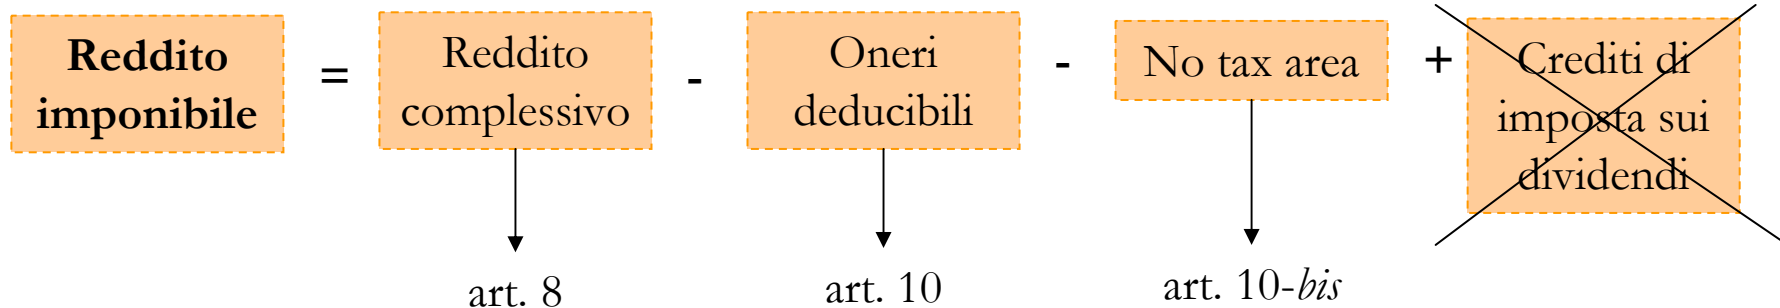 Reddito
imponibile
=
Reddito
complessivo
-
Oneri
deducibili
-
No tax area
+
Crediti di
imposta sui
dividendi
art. 8
art. 10
art. 10-bis